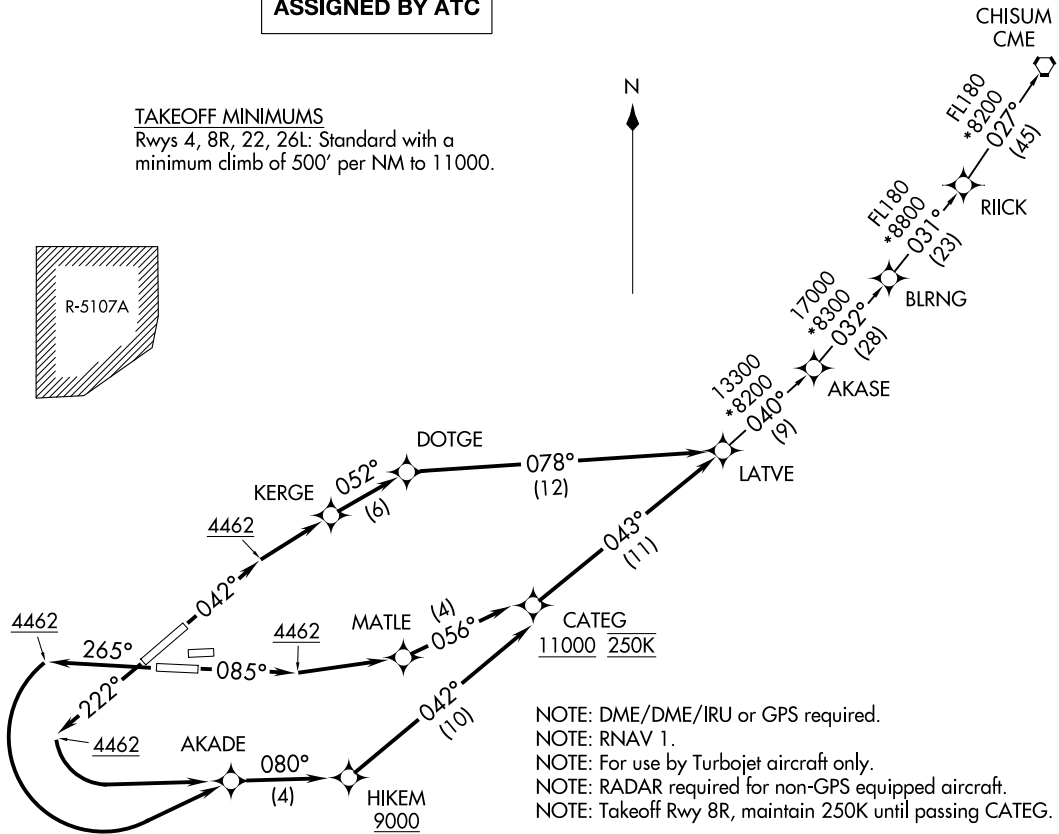 ASSIGNED BY ATC
CHISUM
CME
N
TAKEOFF MINIMUMS
Rwys 4, 8R, 22, 26L: Standard with a
minimum climb of 500' per NM to 11000.
FL180
*8200
027°
(45)
R-5107A
RIICK
FL180
*8800
031°
(23)
BLRNG
17000
*8300
032°
(28)
AKASE
13300
*8200
040°
(9)
LATVE
DOTGE
078°
(12)
KERGE
052°
(6)
4462
042°
043°
(11)
4462
265°
4462
085°
MATLE
(4)
056°
CATEG
11000 250K
222°
4462
AKADE
080°
(4)
042°
(10)
HIKEM
9000
NOTE: DME/DME/IRU or GPS required.
NOTE: RNAV 1.
NOTE: For use by Turbojet aircraft only.
NOTE: RADAR required for non-GPS equipped aircraft.
NOTE: Takeoff Rwy 8R, maintain 250K until passing CATEG.